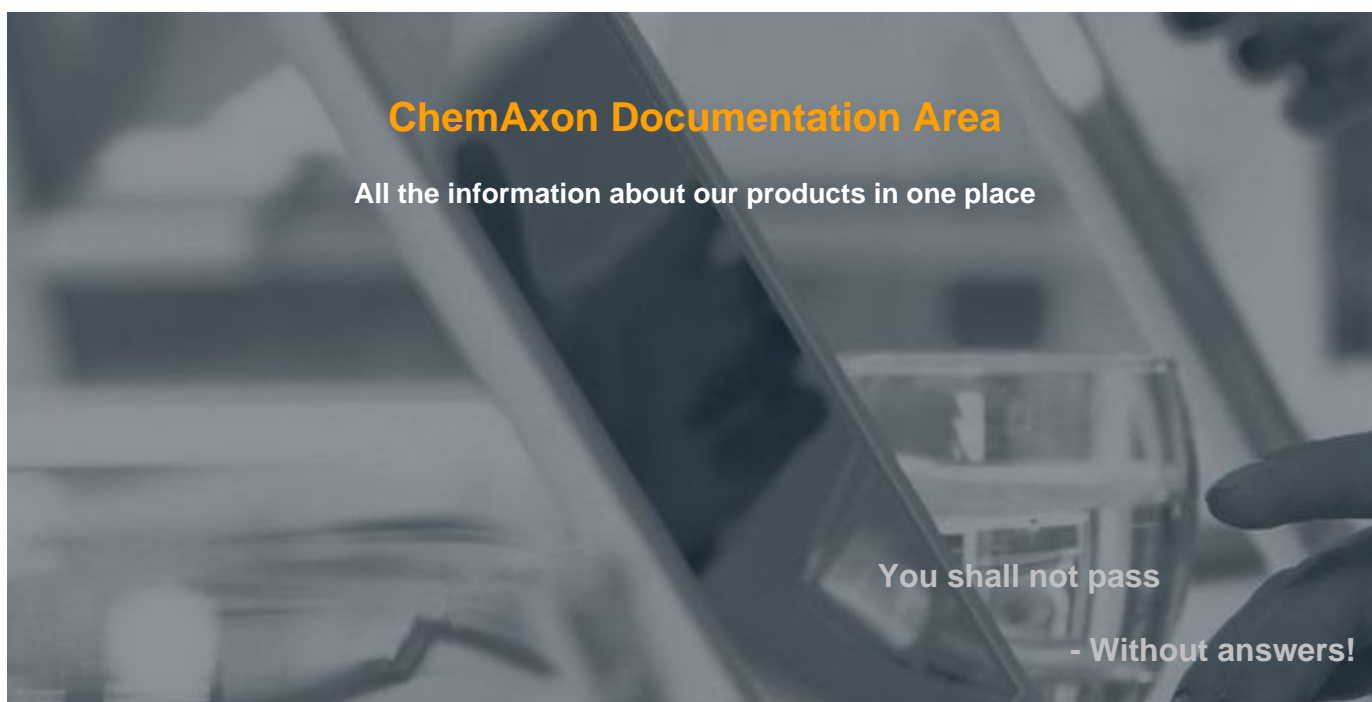 ChemAxon Documentation Area
All the information about our products in one place
You shall not pass
- Without answers!